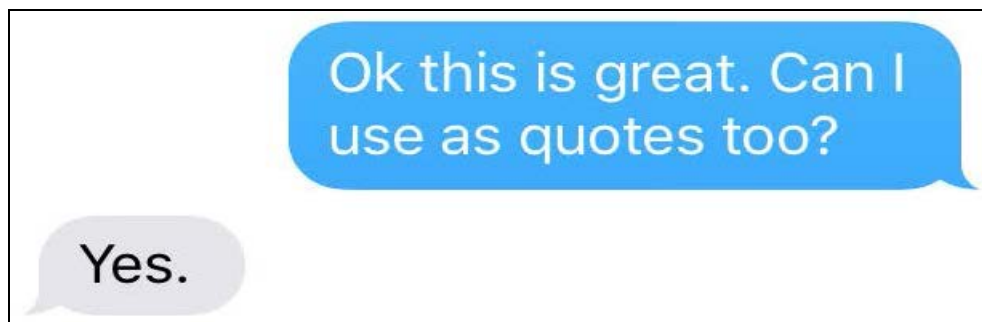 Ok this is great. Can I
use as quotes too?
Yes.